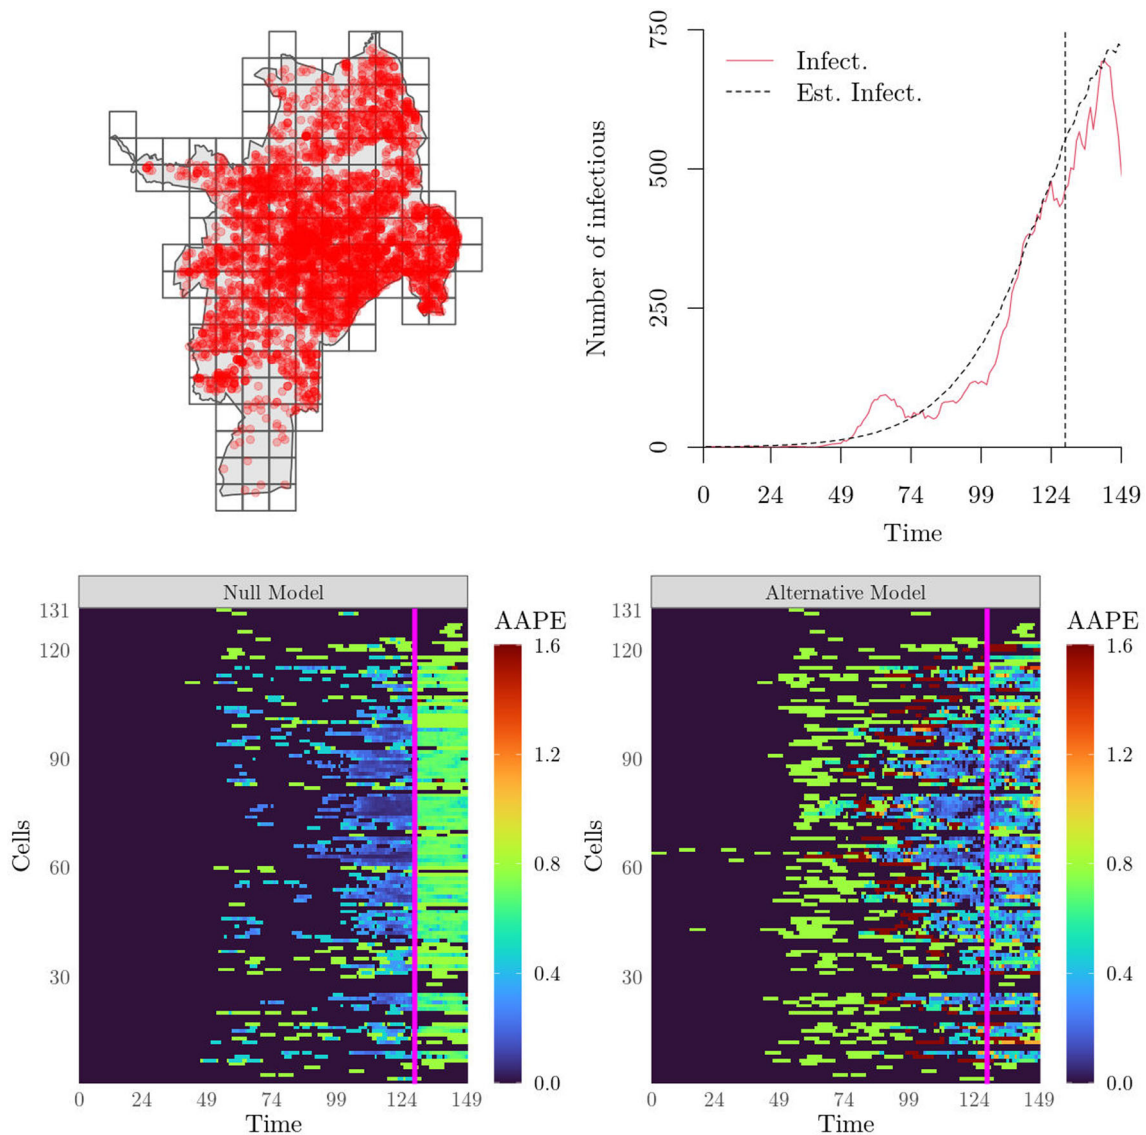 750
500
250
0
Number of infectious
Infect.
Est. Infect.
0 24 49 74 99 124 149
Time
Null Model
131
120
90
60
30
Cells
0 24 49 74 99 124 149
Time
AAPE
1.6
1.2
0.8
0.4
0.0
Alternative Model
131
120
90
60
30
Cells
0 24 49 74 99 124 149
Time
AAPE
1.6
1.2
0.8
0.4
0.0